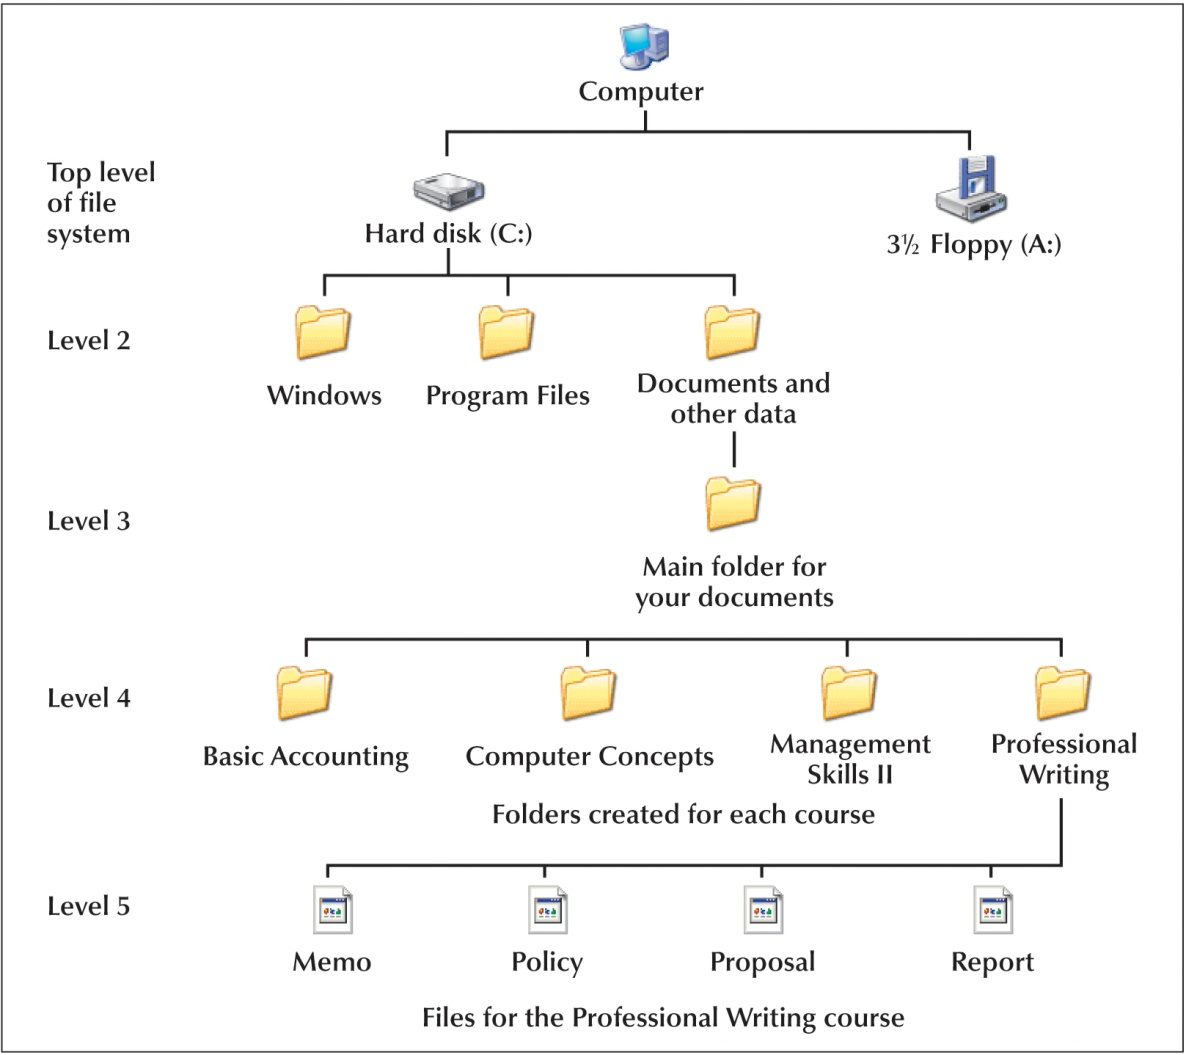 Computer
Top level
of file
system
Hard disk (C:)
3½ Floppy (A:)
Level 2
Windows
Program Files
Documents and
other data
Level 3
Main folder for
your documents
Level 4
Basic Accounting
Computer Concepts
Management
Skills II
Professional
Writing
Folders created for each course
Level 5
Memo
Policy
Proposal
Report
Files for the Professional Writing course